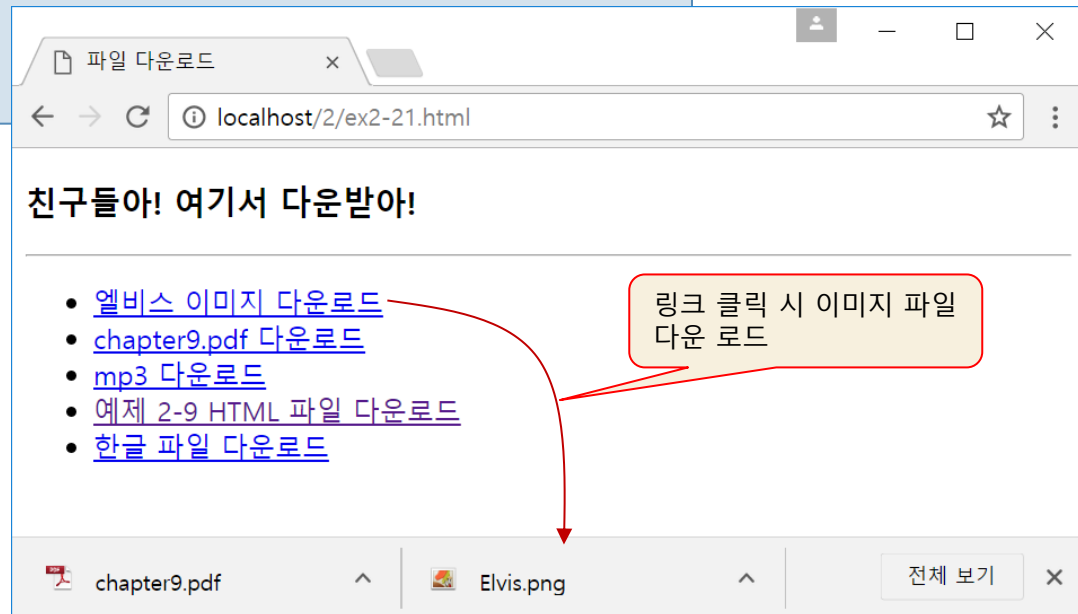 파일 다운로드
localhost/2/ex2-21.html
친구들아! 여기서 다운받아!
엘비스 이미지 다운로드
chapter9.pdf 다운로드
mp3 다운로드
예제 2-9 HTML 파일 다운로드
한글 파일 다운로드
링크 클릭 시 이미지 파일
다운 로드
chapter9.pdf
Elvis.png
전체 보기